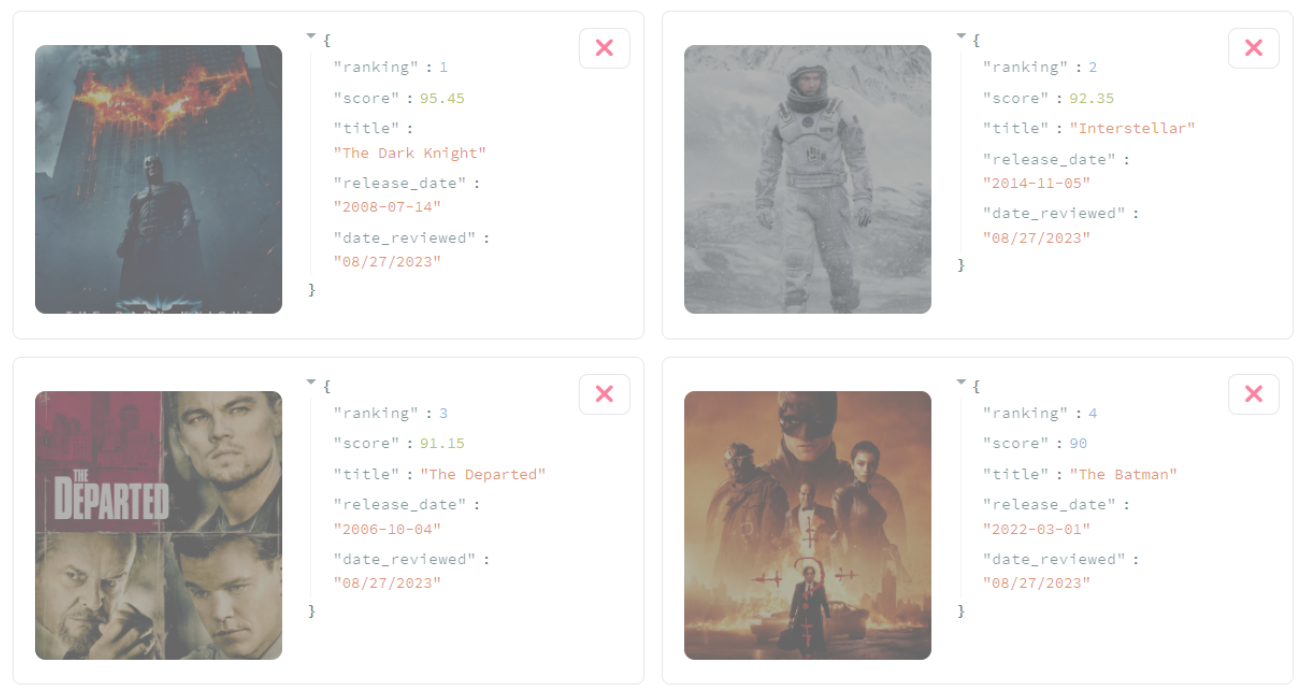 {
"ranking" : 1
"score" : 95.45
"title" :
"The Dark Knight"
"release_date" :
"2008-07-14"
"date_reviewed" :
"08/27/2023"
}
THE DARK KNIGHT
{
"ranking" : 2
"score" : 92.35
"title" : "Interstellar"
"release_date" :
"2014-11-05"
"date_reviewed" :
"08/27/2023"
}
THE
DEPARTED
{
"ranking" : 3
"score" : 91.15
"title" : "The Departed"
"release_date" :
"2006-10-04"
"date_reviewed" :
"08/27/2023"
}
{
"ranking" : 4
"score" : 90
"title" : "The Batman"
"release_date" :
"2022-03-01"
"date_reviewed" :
"08/27/2023"
}